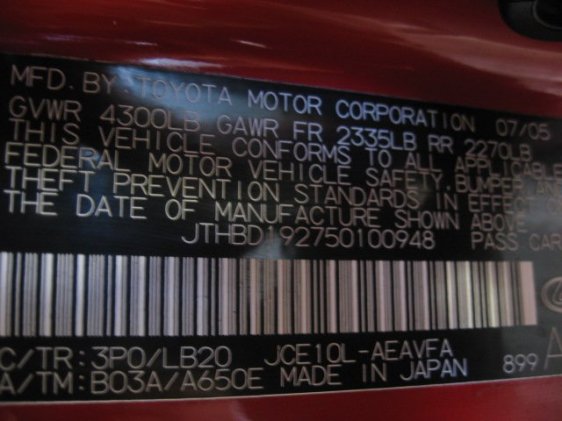 MFD. BY: TOYOTA MOTOR CORPORATION 07/05
GVWR 4300LB GAWR FR 2335LB RR 2270LB
THIS VEHICLE CONFORMS TO ALL APPLICABLE
FEDERAL MOTOR VEHICLE SAFETY, BUMPER, AND
THEFT PREVENTION STANDARDS IN EFFECT ON
THE DATE OF MANUFACTURE SHOWN ABOVE
JTHBD192750100948 PASS CAR
C/TR: 3P0/LB20 JCE10L-AEAVFA
A/TM: B03A/A650E MADE IN JAPAN 899
A